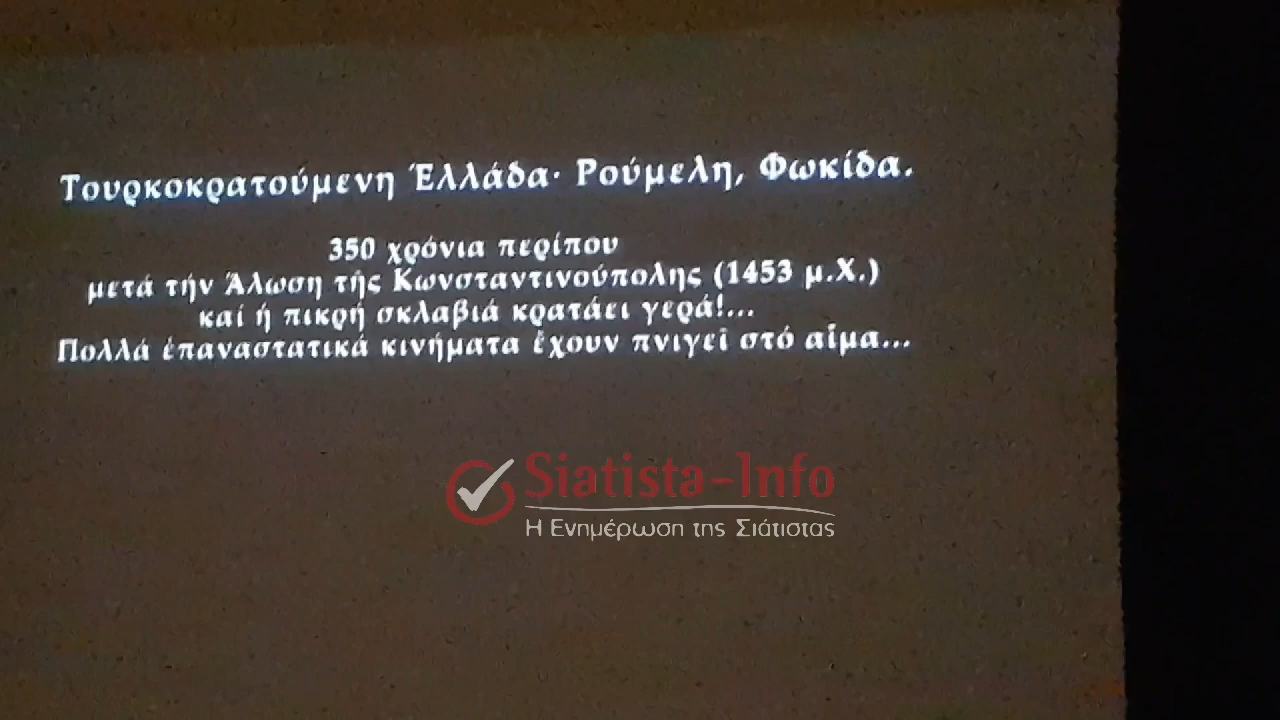 Τουρκοκρατούμενη Ἑλλάδα· Ρούμελη, Φωκίδα.
350 χρόνια περίπου
μετά τήν Ἅλωση τῆς Κωνσταντινούπολης (1453 μ.Χ.)
καί ἡ πικρή σκλαβιά κρατάει γερά!...
Πολλά ἐπαναστατικά κινήματα ἔχουν πνιγεῖ στό αἷμα...
Siatista-Info
Η Ενημέρωση της Σιάτιστας